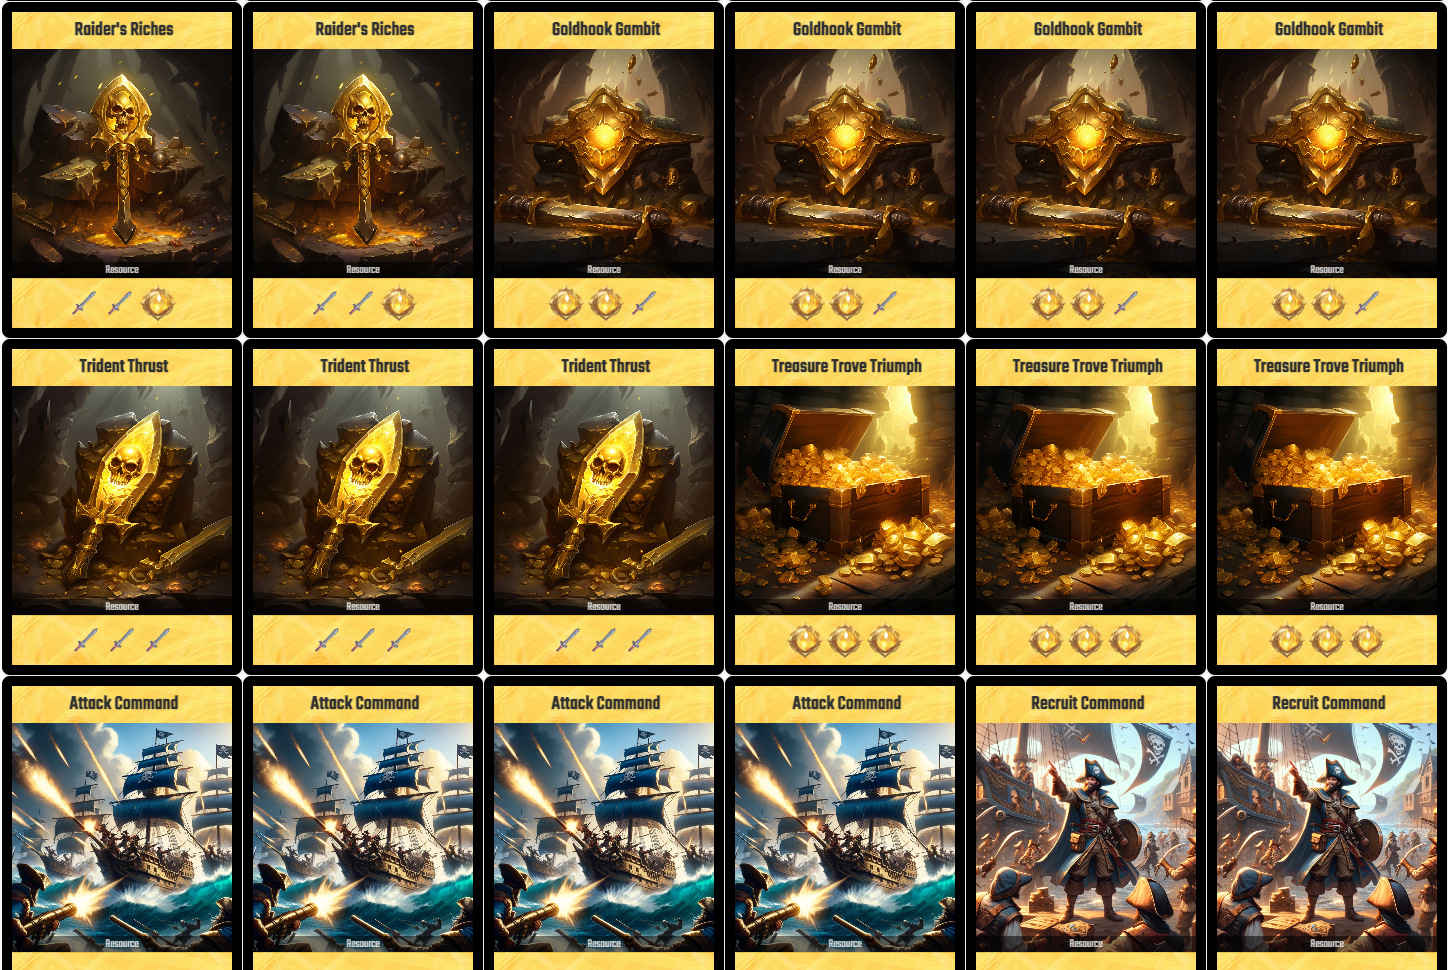 Raider's Riches
Raider's Riches
Goldhook Gambit
Goldhook Gambit
Goldhook Gambit
Goldhook Gambit
Resource
Resource
Resource
Resource
Resource
Resource
Trident Thrust
Trident Thrust
Trident Thrust
Treasure Trove Triumph
Treasure Trove Triumph
Treasure Trove Triumph
Resource
Resource
Resource
Resource
Resource
Resource
Attack Command
Attack Command
Attack Command
Attack Command
Recruit Command
Recruit Command
Resource
Resource
Resource
Resource
Resource
Resource